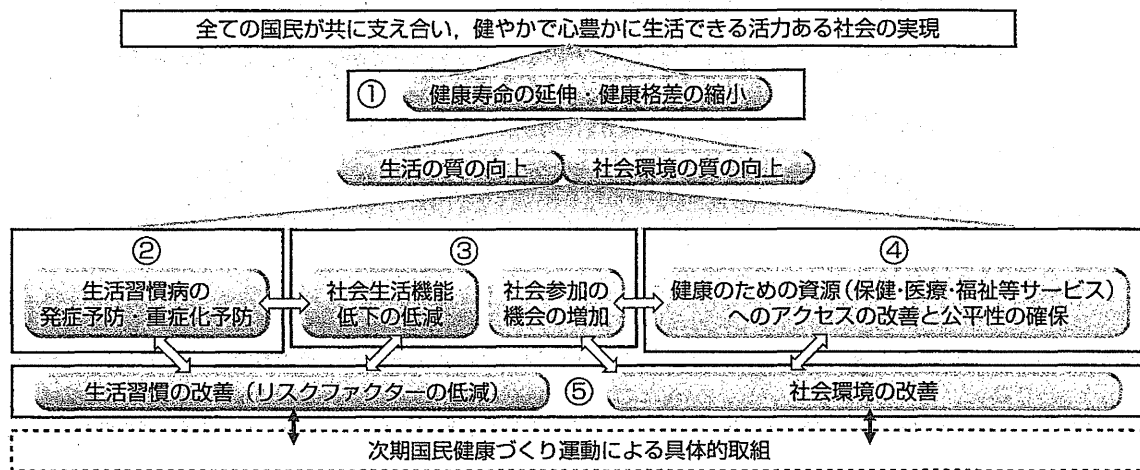 全ての国民が共に支え合い，健やかで心豊かに生活できる活力ある社会の実現
① 健康寿命の延伸・健康格差の縮小
生活の質の向上 社会環境の質の向上
② ③ ④
生活習慣病の
発症予防・重症化予防
社会生活機能
低下の低減
社会参加の
機会の増加
健康のための資源（保健・医療・福祉等サービス）
へのアクセスの改善と公平性の確保
生活習慣の改善（リスクファクターの低減） ⑤ 社会環境の改善
次期国民健康づくり運動による具体的取組